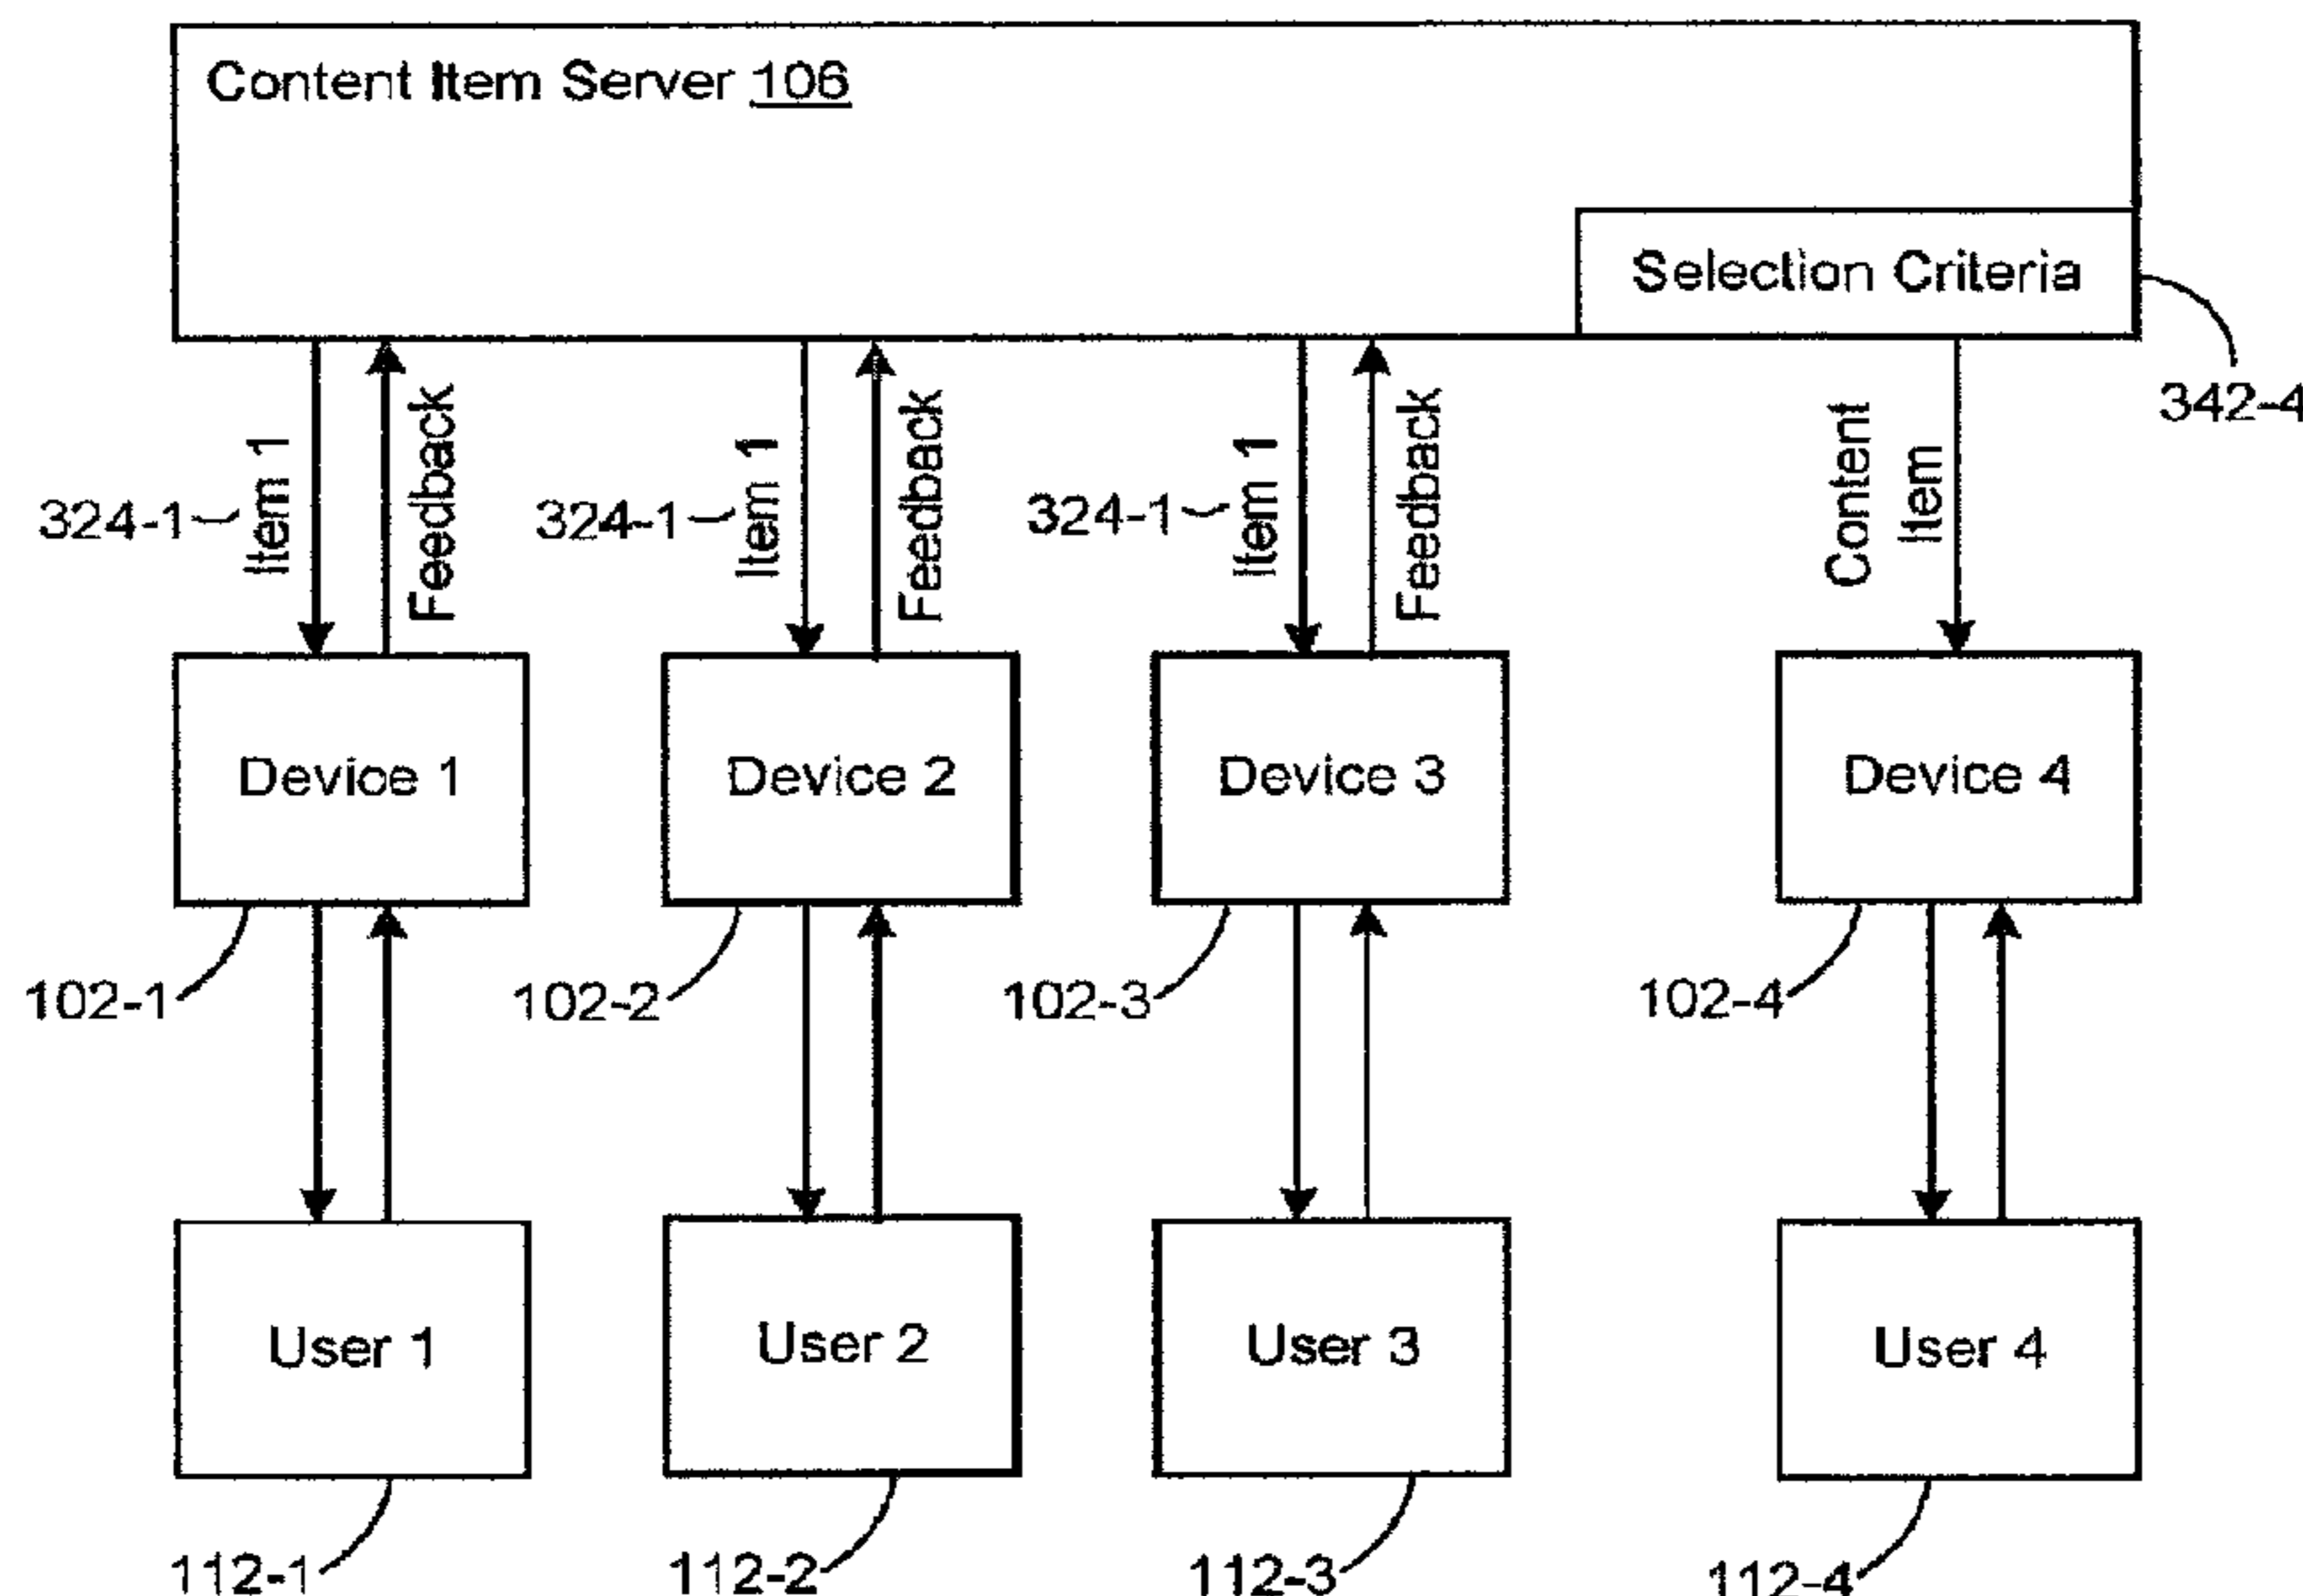 Content Item Server 106
Selection Criteria
342-4
324-1
Item 1
Feedback
324-1
Item 1
Feedback
324-1
Item 1
Feedback
Content
Item
Device 1
Device 2
Device 3
Device 4
102-1
102-2
102-3
102-4
User 1
User 2
User 3
User 4
112-1
112-2
112-3
112-4